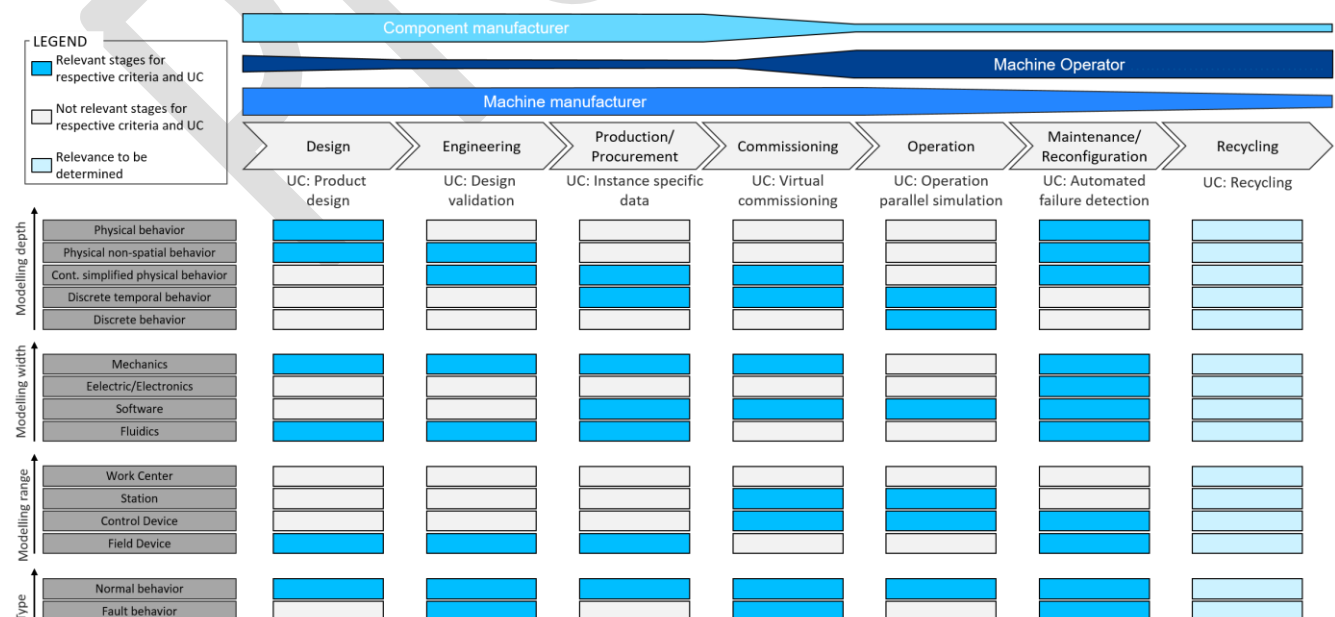 Component manufacturer
LEGEND
Relevant stages for
respective criteria and UC
Not relevant stages for
respective criteria and UC
Relevance to be
determined
Machine Operator
Machine manufacturer
Design
Engineering
Production/
Procurement
Commissioning
Operation
Maintenance/
Reconfiguration
Recycling
UC: Product
design
UC: Design
validation
UC: Instance specific
data
UC: Virtual
commissioning
UC: Operation
parallel simulation
UC: Automated
failure detection
UC: Recycling
Modelling depth
Physical behavior
Physical non-spatial behavior
Cont. simplified physical behavior
Discrete temporal behavior
Discrete behavior
Modelling width
Mechanics
Eelectric/Electronics
Software
Fluidics
Modelling range
Work Center
Station
Control Device
Field Device
Type
Normal behavior
Fault behavior